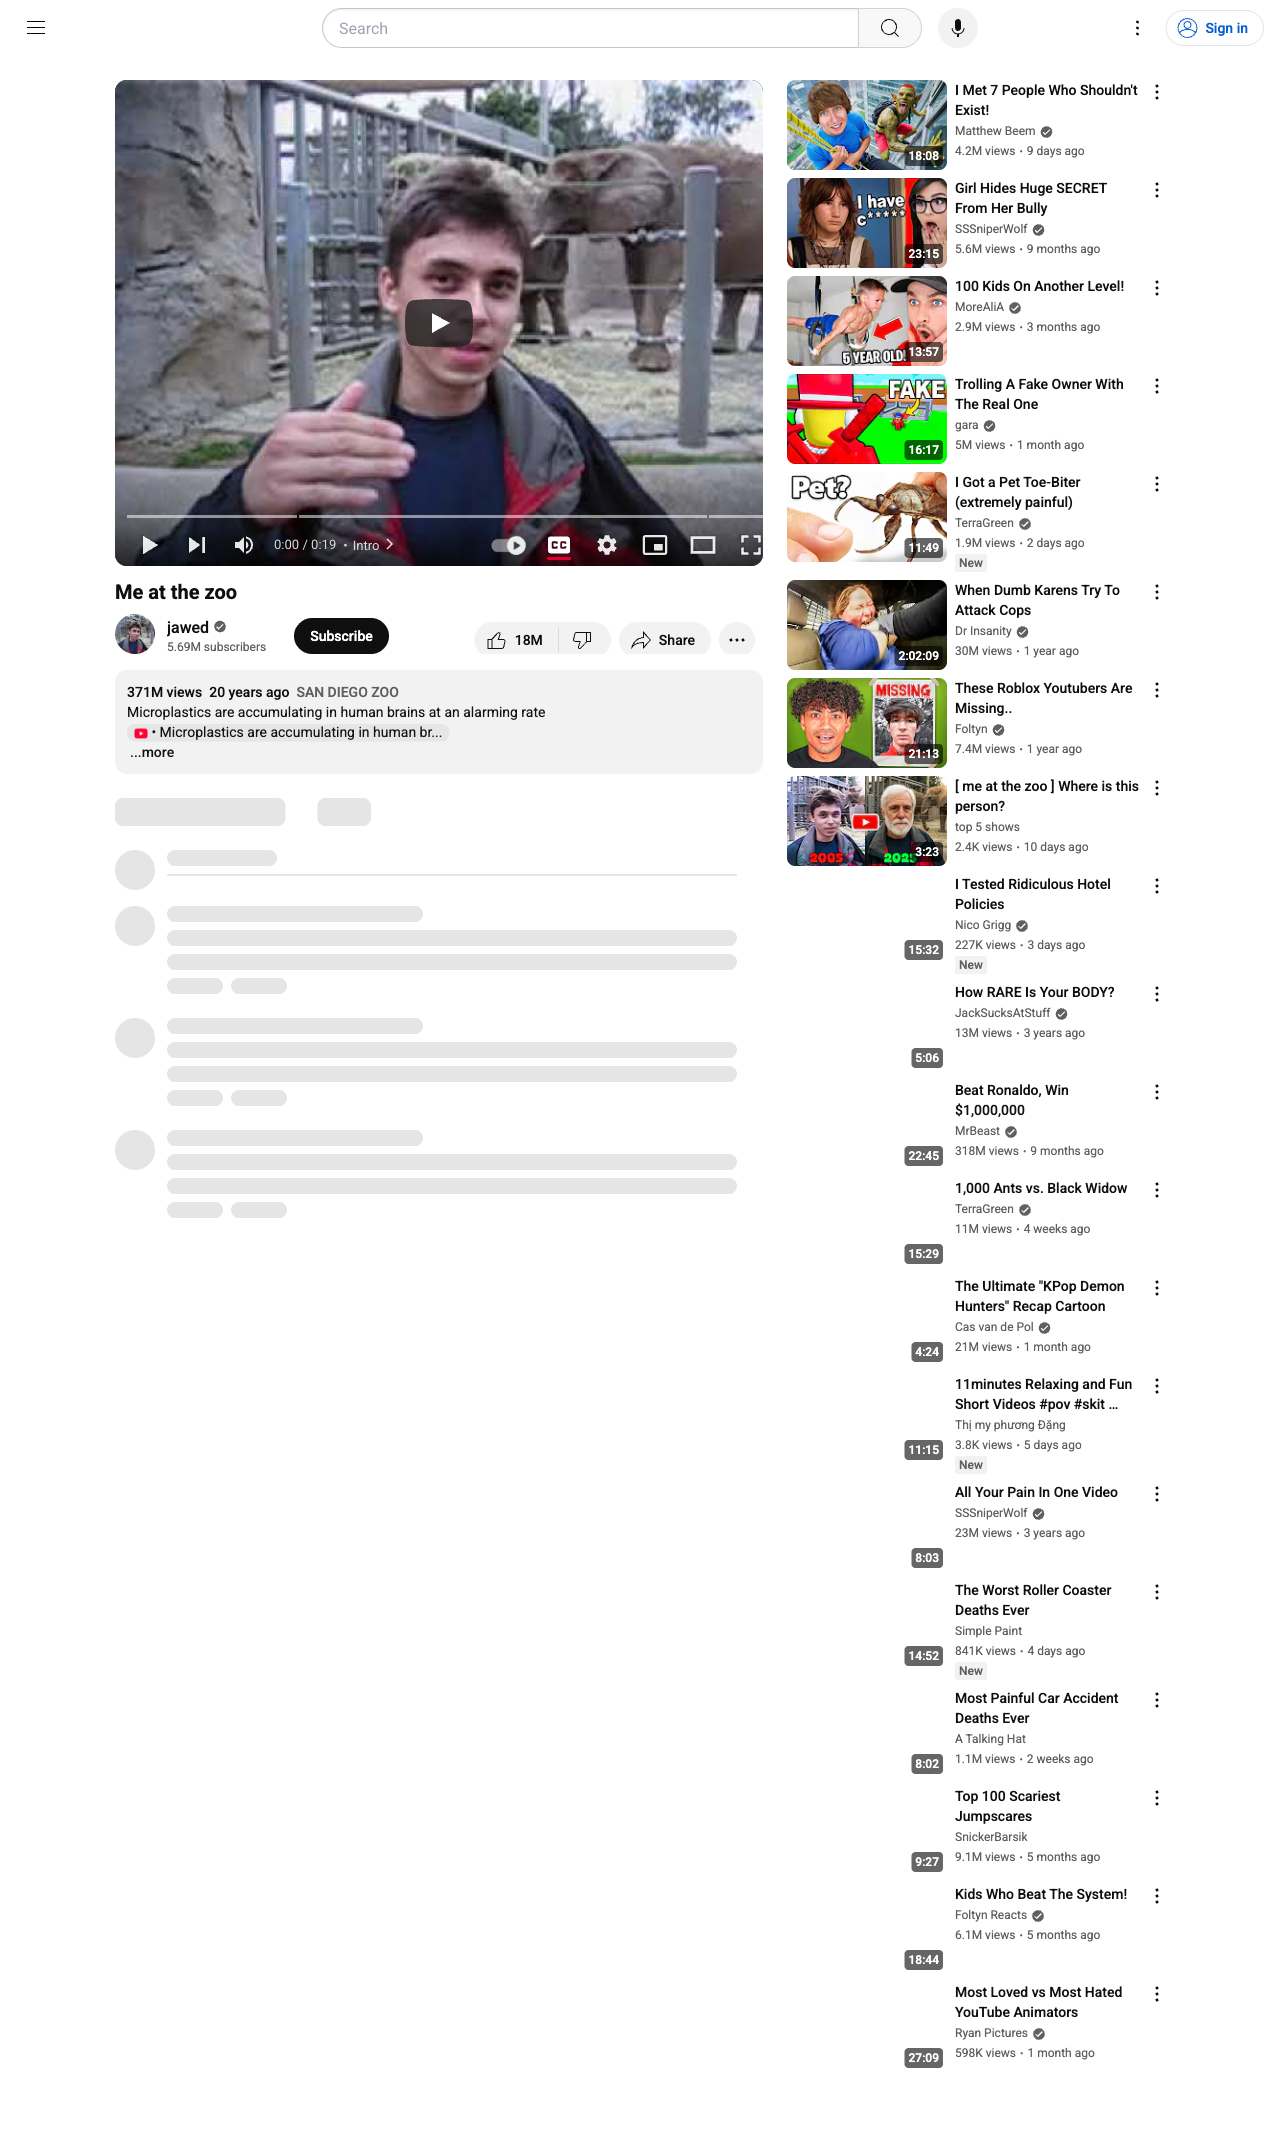 Search
Sign in
0:00 / 0:19 • Intro
CC
Me at the zoo
jawed
5.69M subscribers
Subscribe
18M
Share
371M views 20 years ago SAN DIEGO ZOO
Microplastics are accumulating in human brains at an alarming rate
• Microplastics are accumulating in human br...
...more
18:08
I Met 7 People Who Shouldn't
Exist!
Matthew Beem
4.2M views • 9 days ago
I have
c*****
23:15
Girl Hides Huge SECRET
From Her Bully
SSSniperWolf
5.6M views • 9 months ago
5 YEAR OLD!
13:57
100 Kids On Another Level!
MoreAliA
2.9M views • 3 months ago
FAKE
16:17
Trolling A Fake Owner With
The Real One
gara
5M views • 1 month ago
Pet?
11:49
I Got a Pet Toe-Biter
(extremely painful)
TerraGreen
1.9M views • 2 days ago
New
2:02:09
When Dumb Karens Try To
Attack Cops
Dr Insanity
30M views • 1 year ago
MISSING
21:13
These Roblox Youtubers Are
Missing..
Foltyn
7.4M views • 1 year ago
2005
2025
3:23
[ me at the zoo ] Where is this
person?
top 5 shows
2.4K views • 10 days ago
15:32
I Tested Ridiculous Hotel
Policies
Nico Grigg
227K views • 3 days ago
New
5:06
How RARE Is Your BODY?
JackSucksAtStuff
13M views • 3 years ago
22:45
Beat Ronaldo, Win
$1,000,000
MrBeast
318M views • 9 months ago
15:29
1,000 Ants vs. Black Widow
TerraGreen
11M views • 4 weeks ago
4:24
The Ultimate "KPop Demon
Hunters" Recap Cartoon
Cas van de Pol
21M views • 1 month ago
11:15
11minutes Relaxing and Fun
Short Videos #pov #skit ...
Thị my phương Đặng
3.8K views • 5 days ago
New
8:03
All Your Pain In One Video
SSSniperWolf
23M views • 3 years ago
14:52
The Worst Roller Coaster
Deaths Ever
Simple Paint
841K views • 4 days ago
New
8:02
Most Painful Car Accident
Deaths Ever
A Talking Hat
1.1M views • 2 weeks ago
9:27
Top 100 Scariest
Jumpscares
SnickerBarsik
9.1M views • 5 months ago
18:44
Kids Who Beat The System!
Foltyn Reacts
6.1M views • 5 months ago
27:09
Most Loved vs Most Hated
YouTube Animators
Ryan Pictures
598K views • 1 month ago